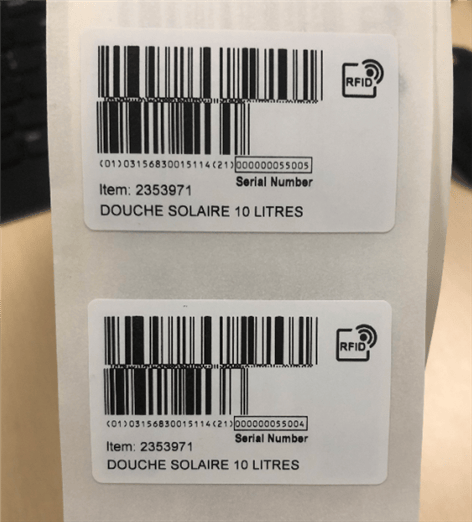 RFID
(01)03156830015114(21)000000055005
Serial Number
Item: 2353971
DOUCHE SOLAIRE 10 LITRES
RFID
(01)03156830015114(21)000000055004
Serial Number
Item: 2353971
DOUCHE SOLAIRE 10 LITRES